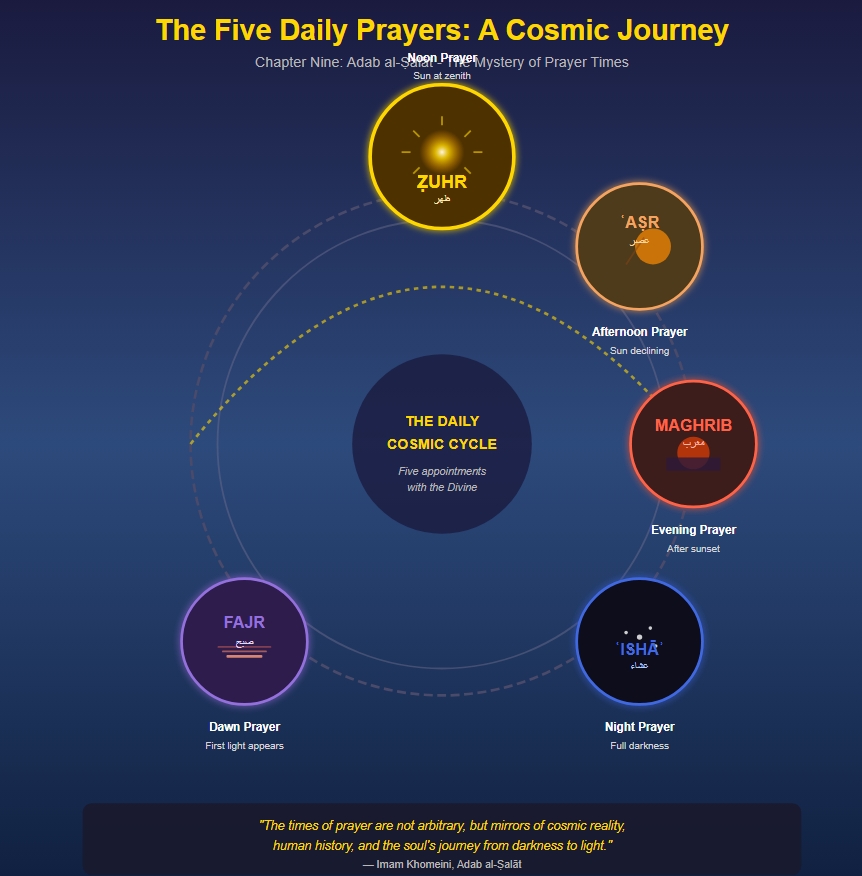 The Five Daily Prayers: A Cosmic Journey
Noon Prayer
Chapter Nine: Adab al-Ṣalāt - The Mystery of Prayer Times
Sun at zenith
ẒUHR
ظهر
ʿAṢR
عصر
Afternoon Prayer
Sun declining
THE DAILY
COSMIC CYCLE
Five appointments
with the Divine
MAGHRIB
مغرب
Evening Prayer
After sunset
FAJR
صبح
Dawn Prayer
First light appears
ʿISHĀʾ
عشاء
Night Prayer
Full darkness
"The times of prayer are not arbitrary, but mirrors of cosmic reality,
human history, and the soul's journey from darkness to light."
— Imam Khomeini, Adab al-Ṣalāt